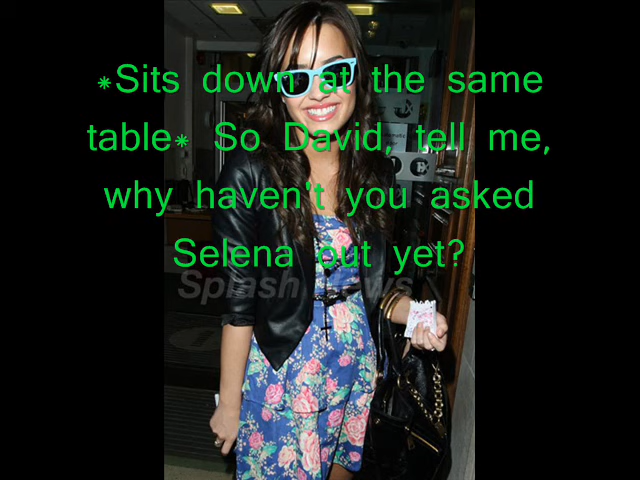 *Sits down at the same
table* So David, tell me,
why haven't you asked
Selena out yet?
Splash News